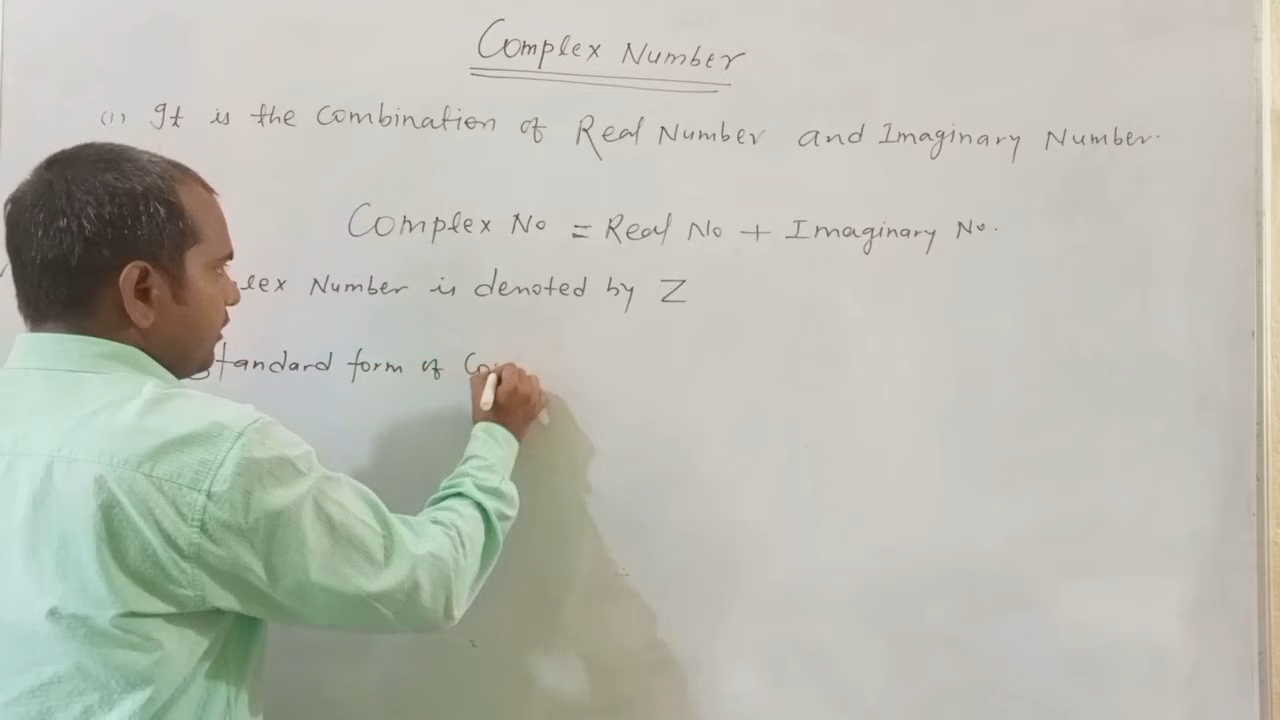 Complex Number
(1) It is the Combination of Real Number and Imaginary Number.
Complex No = Real No + Imaginary No.
lex Number is denoted by Z
Standard form of Co